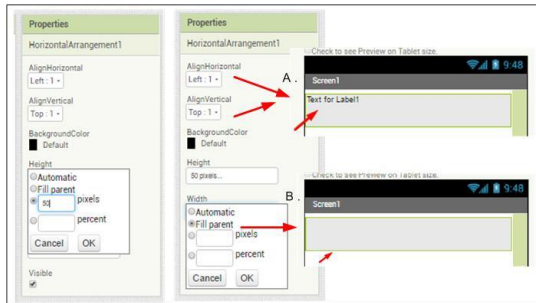 Properties
HorizontalArrangement1
AlignHorizontal
Left : 1
AlignVertical
Top : 1
BackgroundColor
Default
Height
Automatic
Fill parent
50 pixels
percent
Cancel OK
Visible
Properties
HorizontalArrangement1
AlignHorizontal
Left : 1
AlignVertical
Top : 1
BackgroundColor
Default
Height
50 pixels...
Width
Automatic
Fill parent
pixels
percent
Cancel OK
Check to see Preview on Tablet size.
A .
9:48
Screen1
Text for Label1
Check to see Preview on Tablet size.
B .
9:48
Screen1